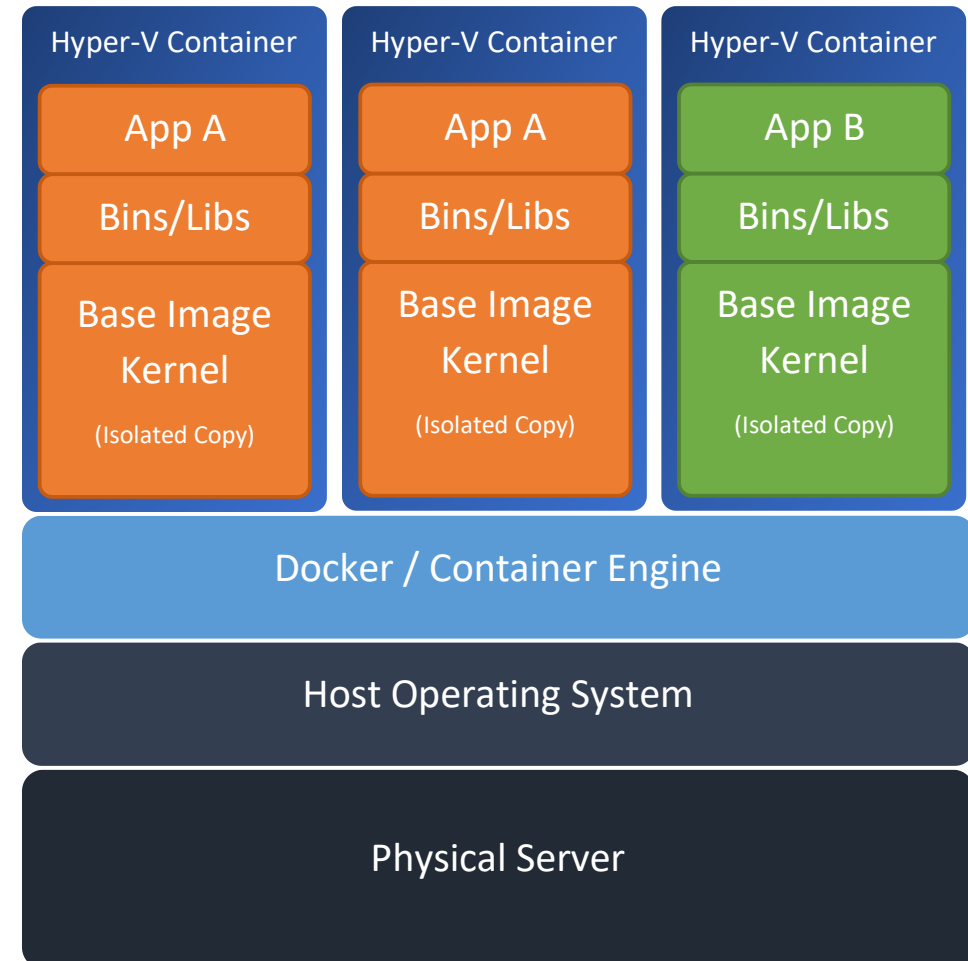 Hyper-V Container
App A
Bins/Libs
Base Image
Kernel
(Isolated Copy)
Hyper-V Container
App A
Bins/Libs
Base Image
Kernel
(Isolated Copy)
Hyper-V Container
App B
Bins/Libs
Base Image
Kernel
(Isolated Copy)
Docker / Container Engine
Host Operating System
Physical Server